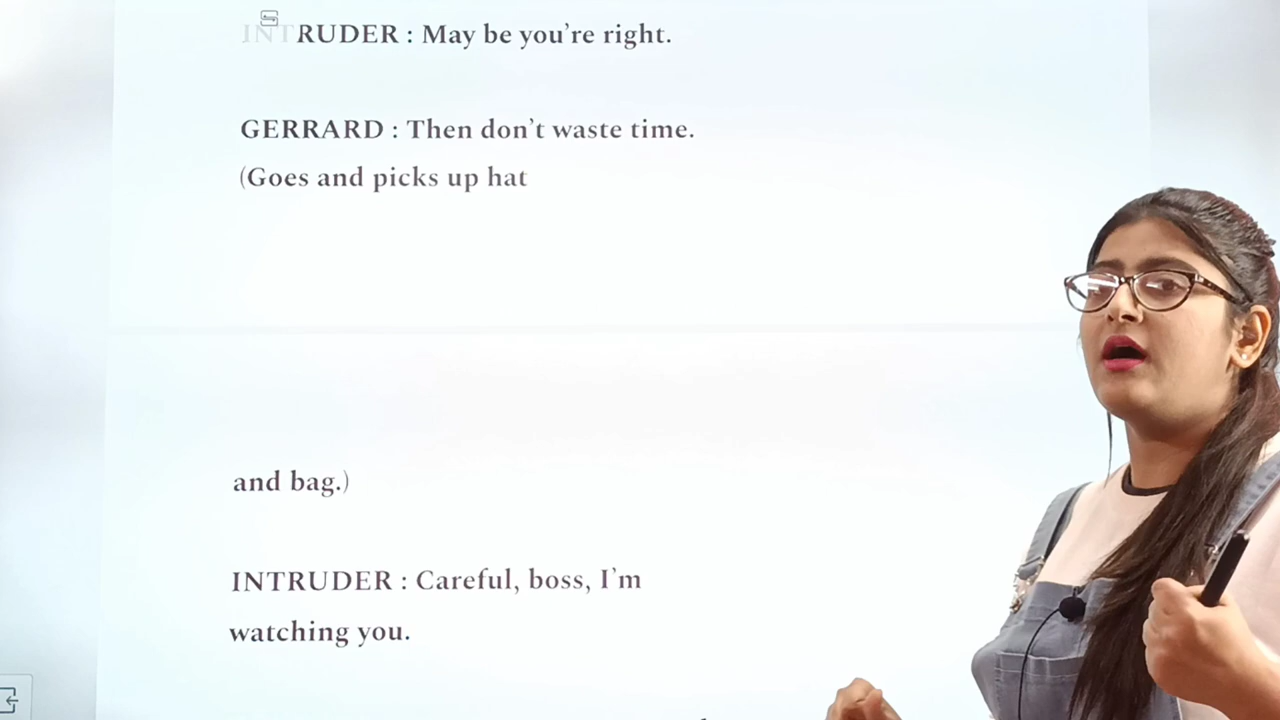 INTRUDER : May be you're right.
GERRARD : Then don't waste time.
(Goes and picks up hat
and bag.)
INTRUDER : Careful, boss, I'm
watching you.